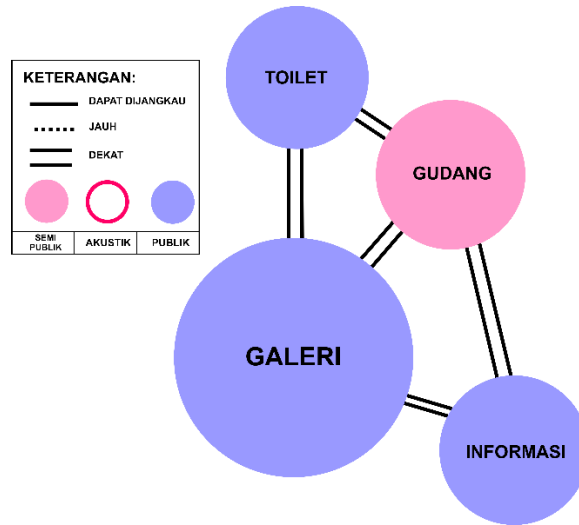 KETERANGAN:
DAPAT DIJANGKAU
JAUH
DEKAT
SEMI
PUBLIK
AKUSTIK
PUBLIK
TOILET
GUDANG
GALERI
INFORMASI